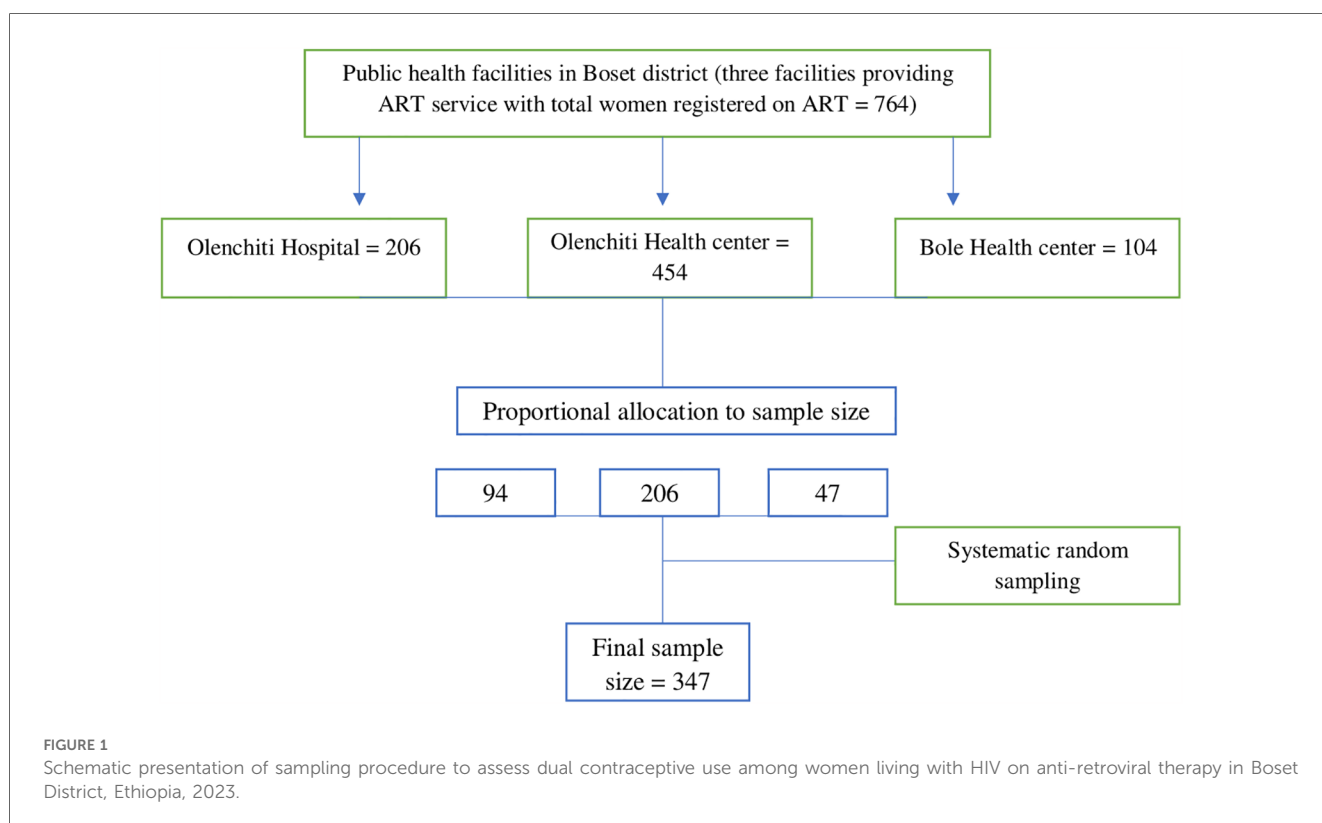 Public health facilities in Boset district (three facilities providing
ART service with total women registered on ART = 764)
Olenchiti Hospital = 206
Olenchiti Health center =
454
Bole Health center = 104
Proportional allocation to sample size
94
206
47
Systematic random
sampling
Final sample
size = 347
FIGURE 1
Schematic presentation of sampling procedure to assess dual contraceptive use among women living with HIV on anti-retroviral therapy in Boset
District, Ethiopia, 2023.